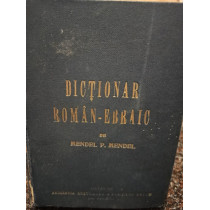 DICȚIONAR
ROMÂN-EBRAIC
DE
MENDEL P. MENDEL